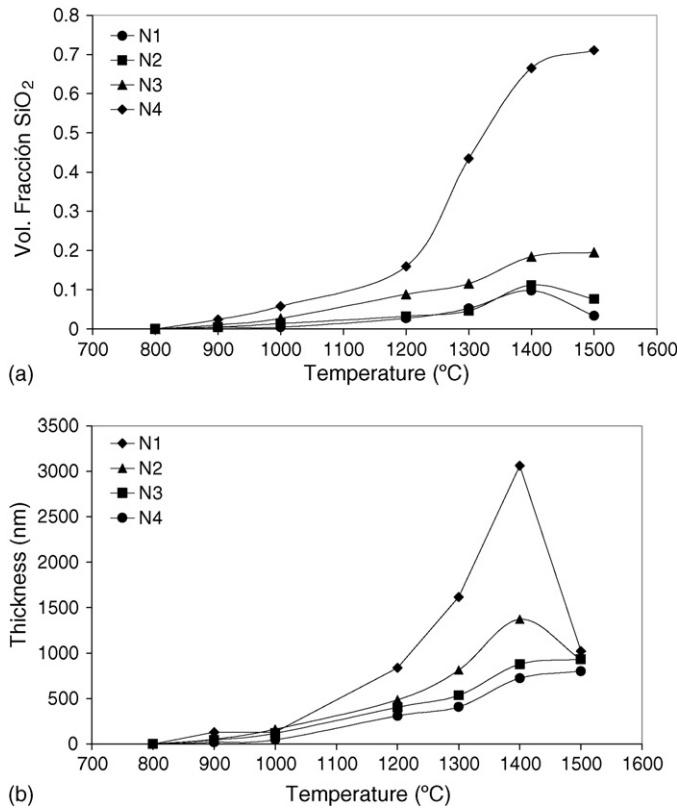 0.8
0.7
0.6
0.5
0.4
0.3
0.2
0.1
0
Vol. Fracción SiO₂
N1
N2
N3
N4
700 800 900 1000 1100 1200 1300 1400 1500 1600
Temperature (ºC)
(a)
3500
3000
2500
2000
1500
1000
500
0
Thickness (nm)
N1
N2
N3
N4
700 800 900 1000 1100 1200 1300 1400 1500 1600
Temperature (ºC)
(b)